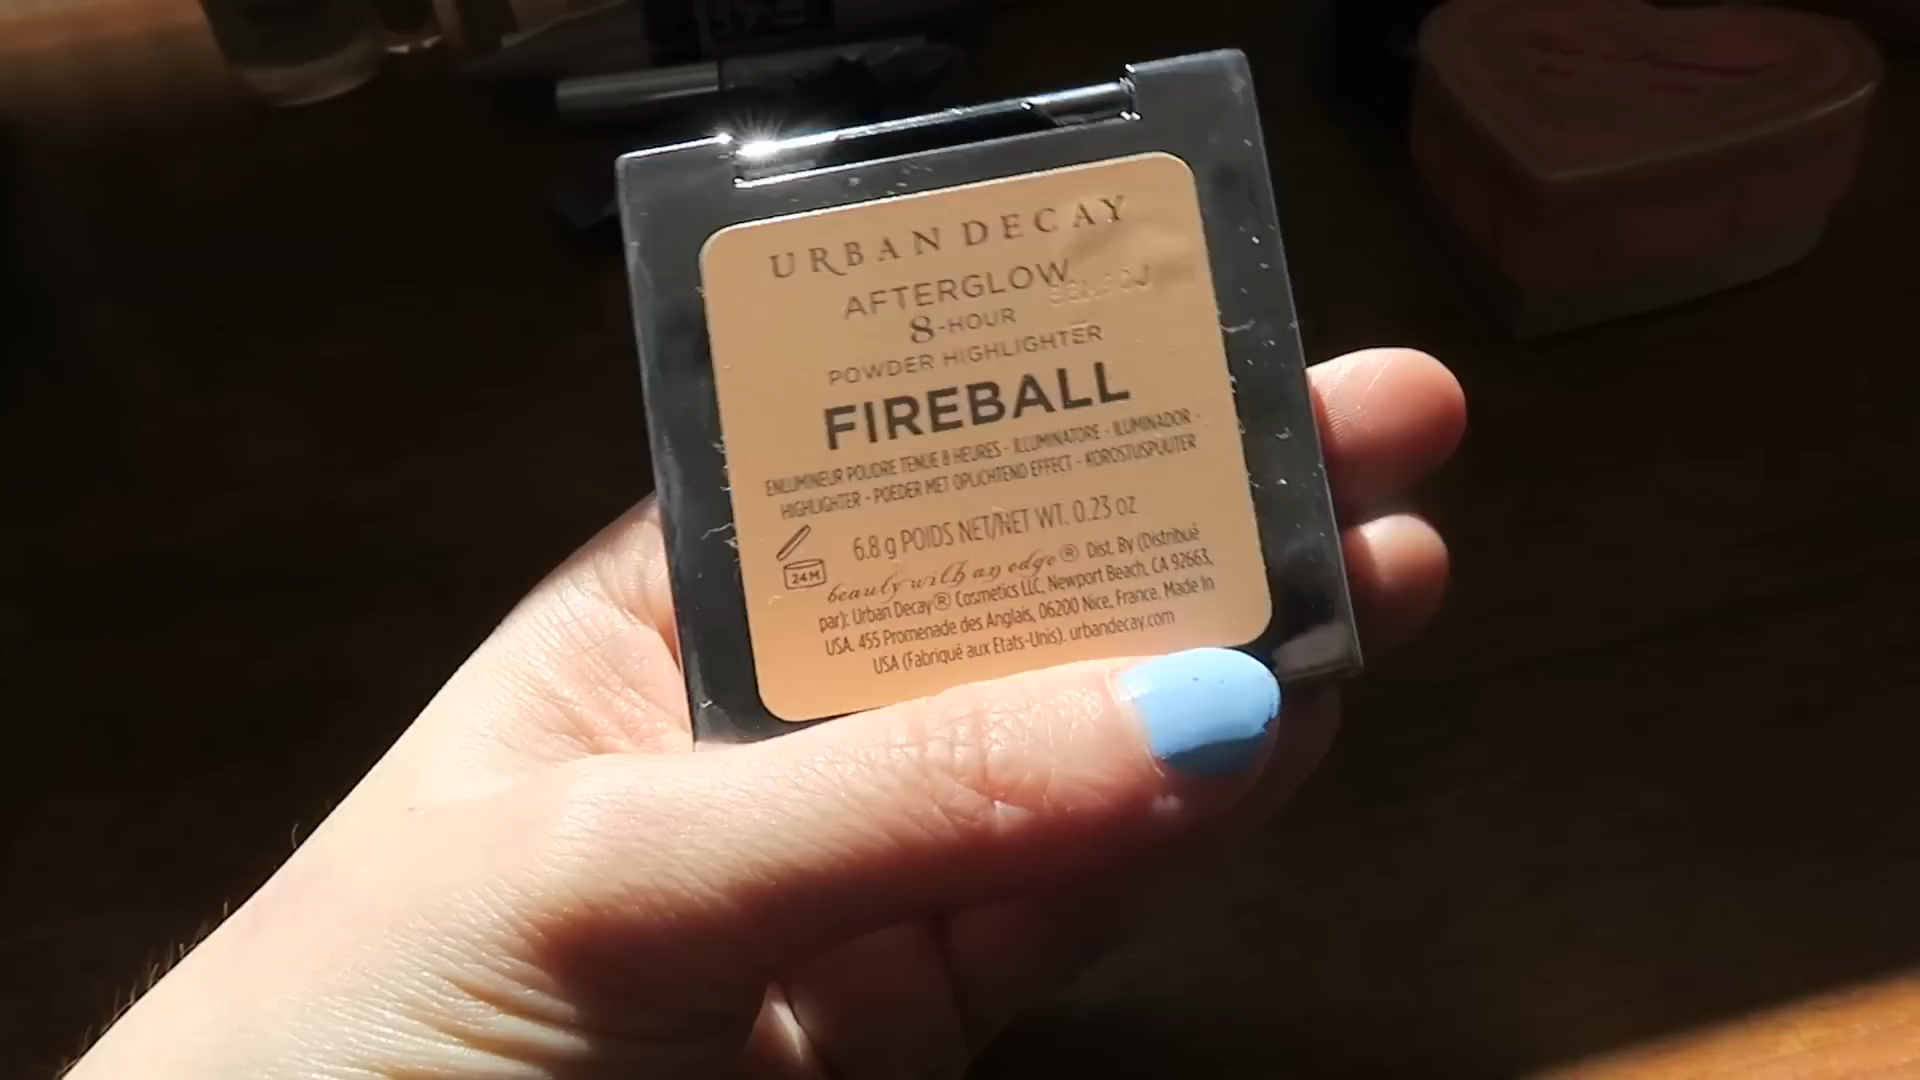 URBAN DECAY
AFTERGLOW
8-HOUR
POWDER HIGHLIGHTER
FIREBALL
ENLUMINEUR POUDRE TENUE 8 HEURES - ILLUMINATORE - ILUMINADOR -
HIGHLIGHTER - POEDER MET OPLICHTEND EFFECT - KOROSTUSPUUTER
6.8 g POIDS NET/NET WT. 0.23 oz
24M
beauty with an edge® Dist. By (Distribué
par): Urban Decay® Cosmetics LLC, Newport Beach, CA 92663,
USA. 455 Promenade des Anglais, 06200 Nice, France. Made In
USA (Fabriqué aux Etats-Unis). urbandecay.com